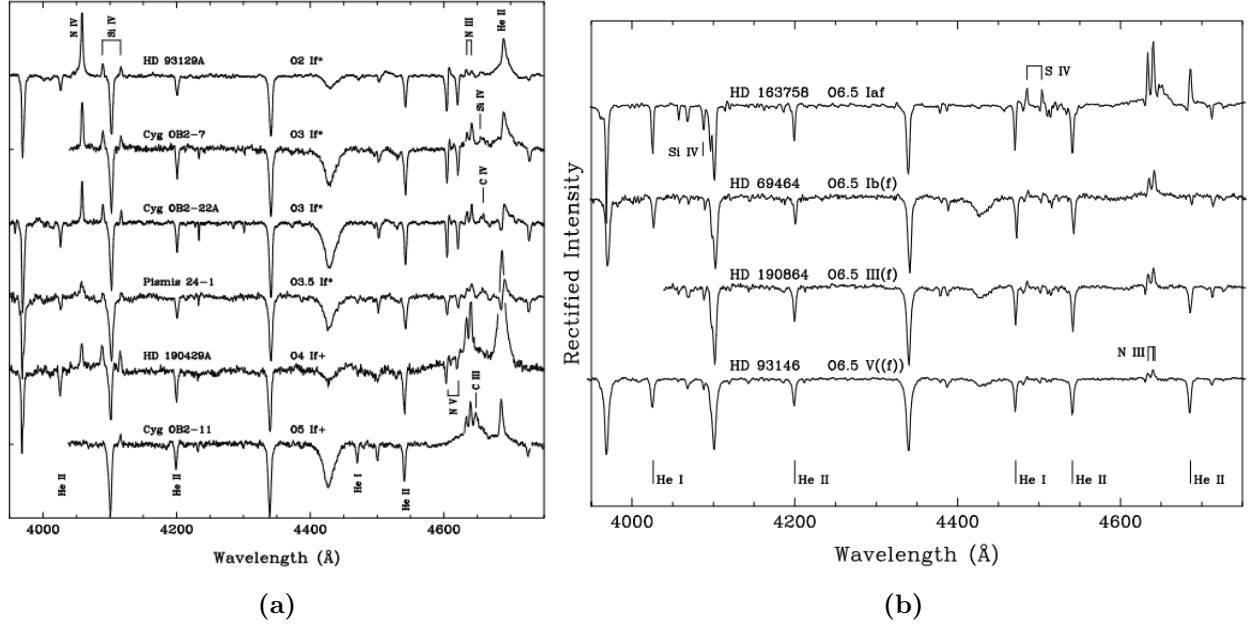 N IV
Si IV
N III
He II
HD 93129A O2 If*
Cyg OB2-7 O3 If*
Si IV
Cyg OB2-22A O3 If*
C IV
Pismis 24-1 O3.5 If*
HD 190429A O4 If+
N V
C III
Cyg OB2-11 O5 If+
He II
He II
He I
He II
4000 4200 4400 4600
Wavelength (Å)
(a)
Rectified Intensity
S IV
HD 163758 O6.5 Iaf
Si IV
HD 69464 O6.5 Ib(f)
HD 190864 O6.5 III(f)
N III
HD 93146 O6.5 V((f))
He I
He II
He I
He II
He II
4000 4200 4400 4600
Wavelength (Å)
(b)